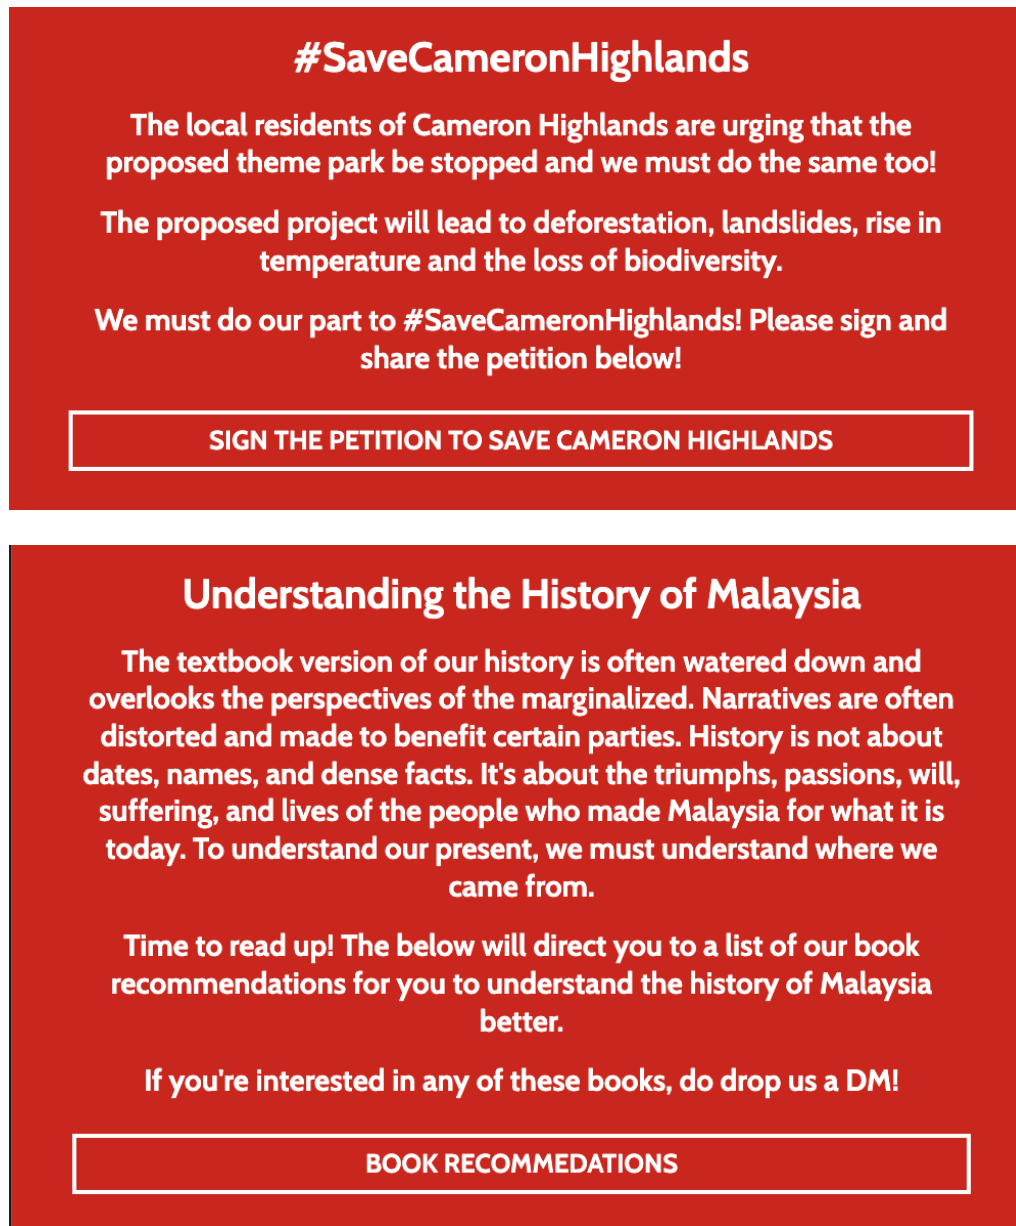 #SaveCameronHighlands
The local residents of Cameron Highlands are urging that the
proposed theme park be stopped and we must do the same too!
The proposed project will lead to deforestation, landslides, rise in
temperature and the loss of biodiversity.
We must do our part to #SaveCameronHighlands! Please sign and
share the petition below!
SIGN THE PETITION TO SAVE CAMERON HIGHLANDS
Understanding the History of Malaysia
The textbook version of our history is often watered down and
overlooks the perspectives of the marginalized. Narratives are often
distorted and made to benefit certain parties. History is not about
dates, names, and dense facts. It's about the triumphs, passions, will,
suffering, and lives of the people who made Malaysia for what it is
today. To understand our present, we must understand where we
came from.
Time to read up! The below will direct you to a list of our book
recommendations for you to understand the history of Malaysia
better.
If you're interested in any of these books, do drop us a DM!
BOOK RECOMMEDATIONS